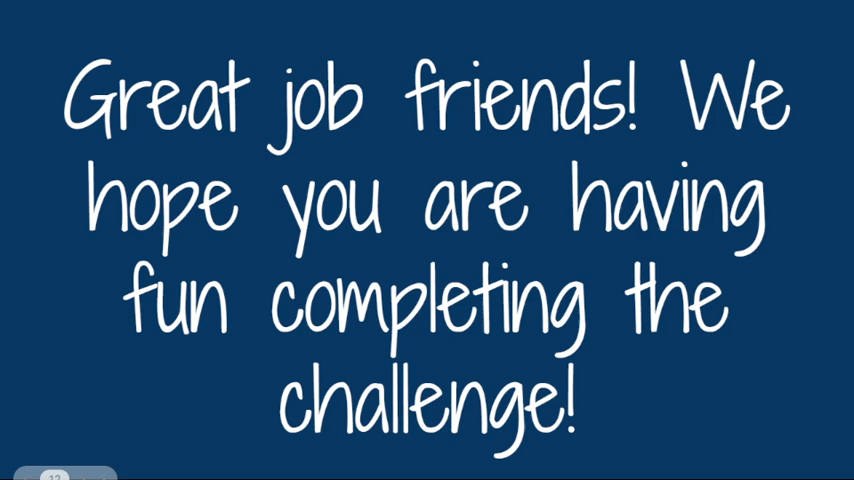 Great job friends! We
hope you are having
fun completing the
challenge!